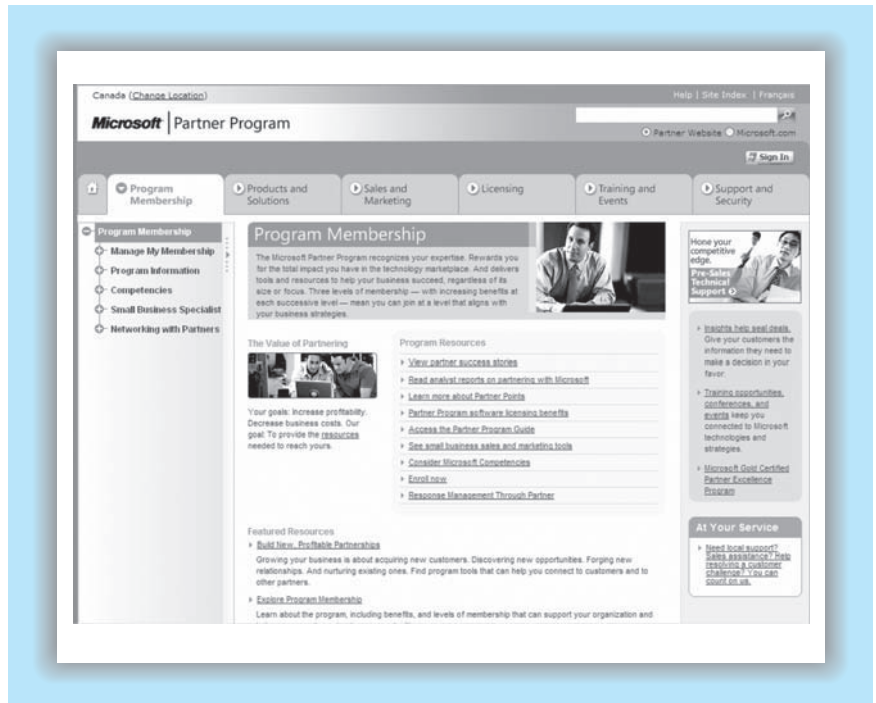 Canada (Change Location)
Help | Site Index | Français
Microsoft | Partner Program
Partner Website Microsoft.com
Sign In
Program
Membership
Products and
Solutions
Sales and
Marketing
Licensing
Training and
Events
Support and
Security
Program Membership
Manage My Membership
Program Information
Competencies
Small Business Specialist
Networking with Partners
Program Membership
The Microsoft Partner Program recognizes your expertise. Rewards you
for the total impact you have in the technology marketplace. And delivers
tools and resources to help your business succeed, regardless of its
size or focus. Three levels of membership — with increasing benefits at
each successive level — mean you can join at a level that aligns with
your business strategies.
The Value of Partnering
Your goals: Increase profitability.
Decrease business costs. Our
goal: To provide the resources
needed to reach yours.
Program Resources
View partner success stories
Read analyst reports on partnering with Microsoft
Learn more about Partner Points
Partner Program software licensing benefits
Access the Partner Program Guide
See small business sales and marketing tools
Consider Microsoft Competencies
Enroll now
Response Management Through Partner
Featured Resources
Build New, Profitable Partnerships
Growing your business is about acquiring new customers. Discovering new opportunities. Forging new
relationships. And nurturing existing ones. Find program tools that can help you connect to customers and to
other partners.
Explore Program Membership
Learn about the program, including benefits, and levels of membership that can support your organization and
Hone your
competitive
edge.
Pre-Sales
Technical
Support
Insights help seal deals.
Give your customers the
information they need to
make a decision in your
favor.
Training opportunities,
conferences, and
events keep you
connected to Microsoft
technologies and
strategies.
Microsoft Gold Certified
Partner Excellence
Program
At Your Service
Need local support?
Sales assistance? Help
resolving a customer
challenge? You can
count on us.